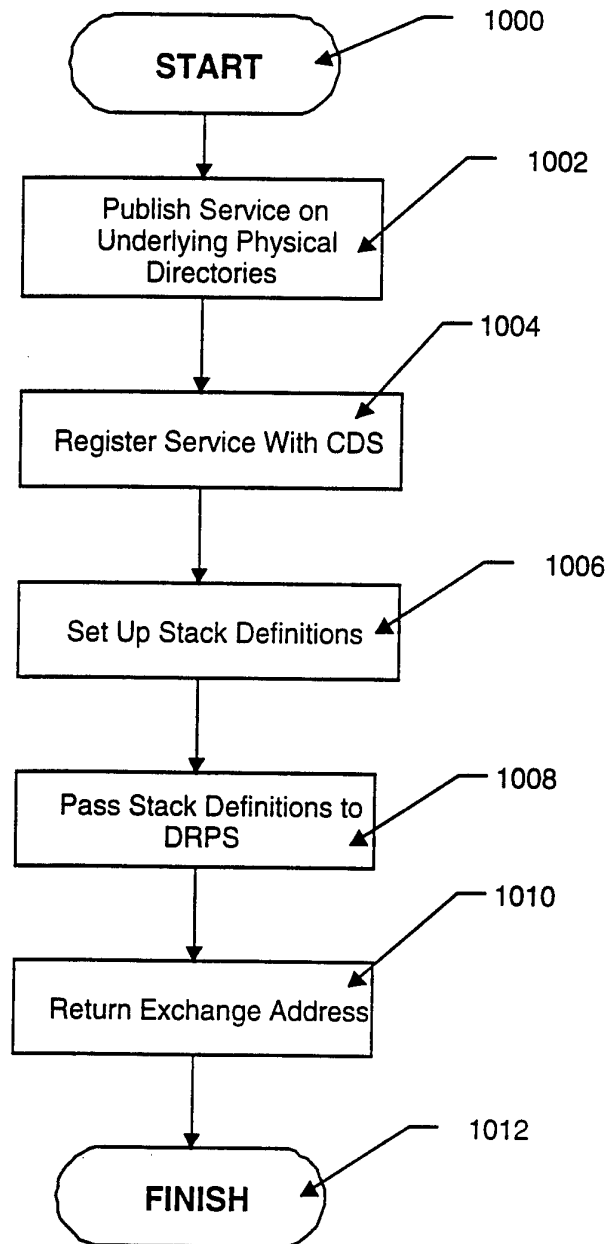 1000
START
1002
Publish Service on
Underlying Physical
Directories
1004
Register Service With CDS
1006
Set Up Stack Definitions
1008
Pass Stack Definitions to
DRPS
1010
Return Exchange Address
1012
FINISH